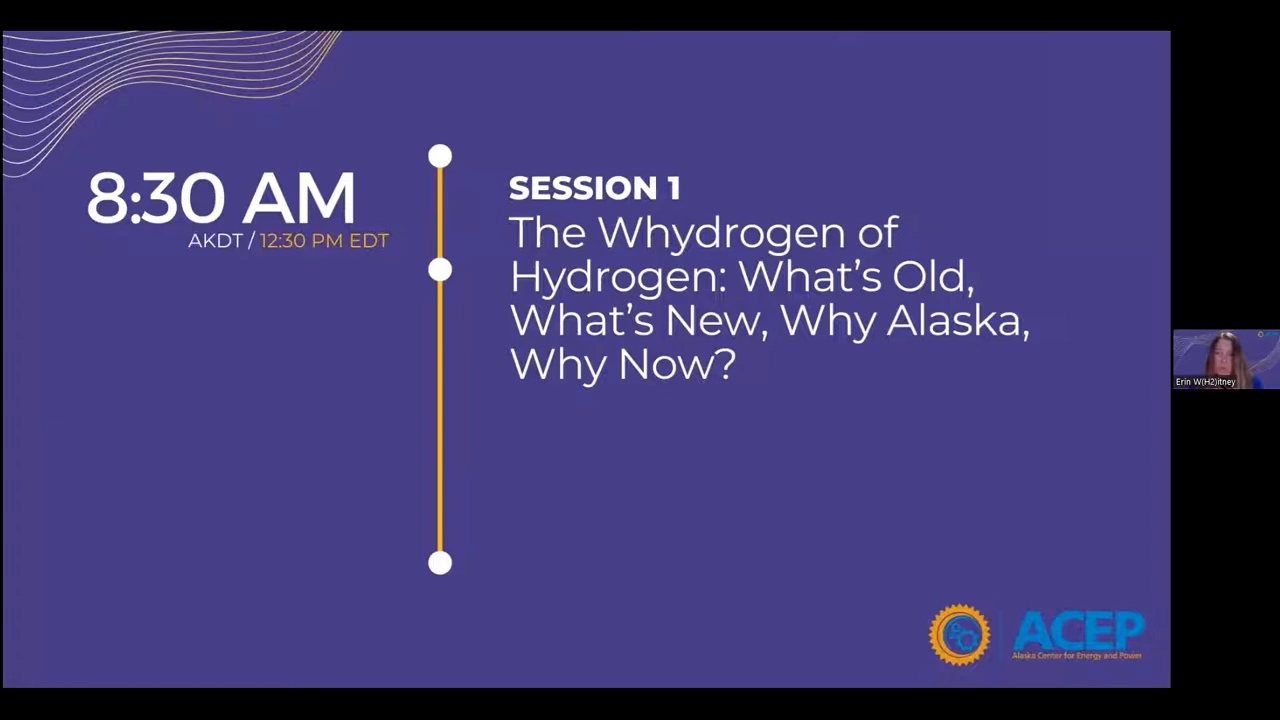 8:30 AM
AKDT / 12:30 PM EDT
SESSION 1
The Whydrogen of
Hydrogen: What's Old,
What's New, Why Alaska,
Why Now?
Erin W(H2)itney
ACEP
Alaska Center for Energy and Power